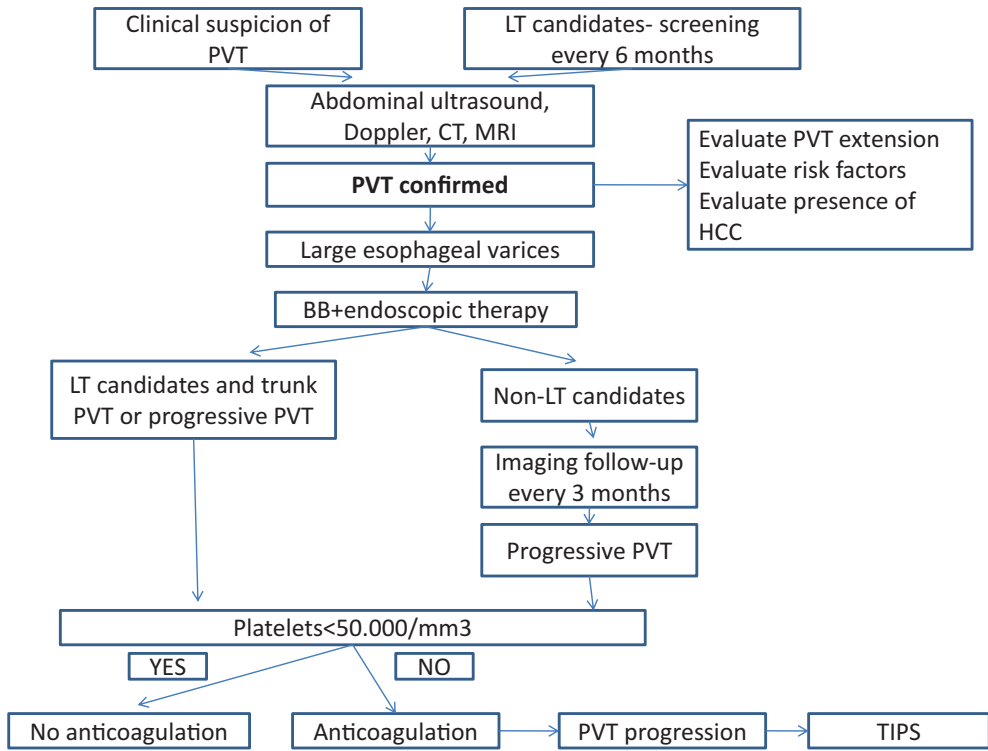 Clinical suspicion of
PVT
LT candidates- screening
every 6 months
Abdominal ultrasound,
Doppler, CT, MRI
PVT confirmed
Evaluate PVT extension
Evaluate risk factors
Evaluate presence of
HCC
Large esophageal varices
BB+endoscopic therapy
LT candidates and trunk
PVT or progressive PVT
Non-LT candidates
Imaging follow-up
every 3 months
Progressive PVT
Platelets<50.000/mm3
YES
NO
No anticoagulation
Anticoagulation
PVT progression
TIPS